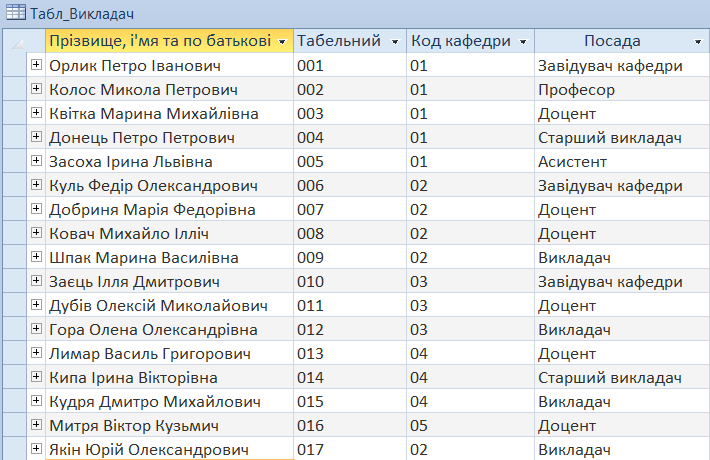 Табл_Викладач
Прізвище, і'мя та по батькові Табельний Код кафедри Посада
Орлик Петро Іванович 001 01 Завідувач кафедри
Колос Микола Петрович 002 01 Професор
Квітка Марина Михайлівна 003 01 Доцент
Донець Петро Петрович 004 01 Старший викладач
Засоха Ірина Львівна 005 01 Асистент
Куль Федір Олександрович 006 02 Завідувач кафедри
Добриня Марія Федорівна 007 02 Доцент
Ковач Михайло Ілліч 008 02 Доцент
Шпак Марина Василівна 009 02 Викладач
Заєць Ілля Дмитрович 010 03 Завідувач кафедри
Дубів Олексій Миколайович 011 03 Доцент
Гора Олена Олександрівна 012 03 Викладач
Лимар Василь Григорович 013 04 Доцент
Кипа Ірина Вікторівна 014 04 Старший викладач
Кудря Дмитро Михайлович 015 04 Викладач
Митря Віктор Кузьмич 016 05 Доцент
Якін Юрій Олександрович 017 02 Викладач